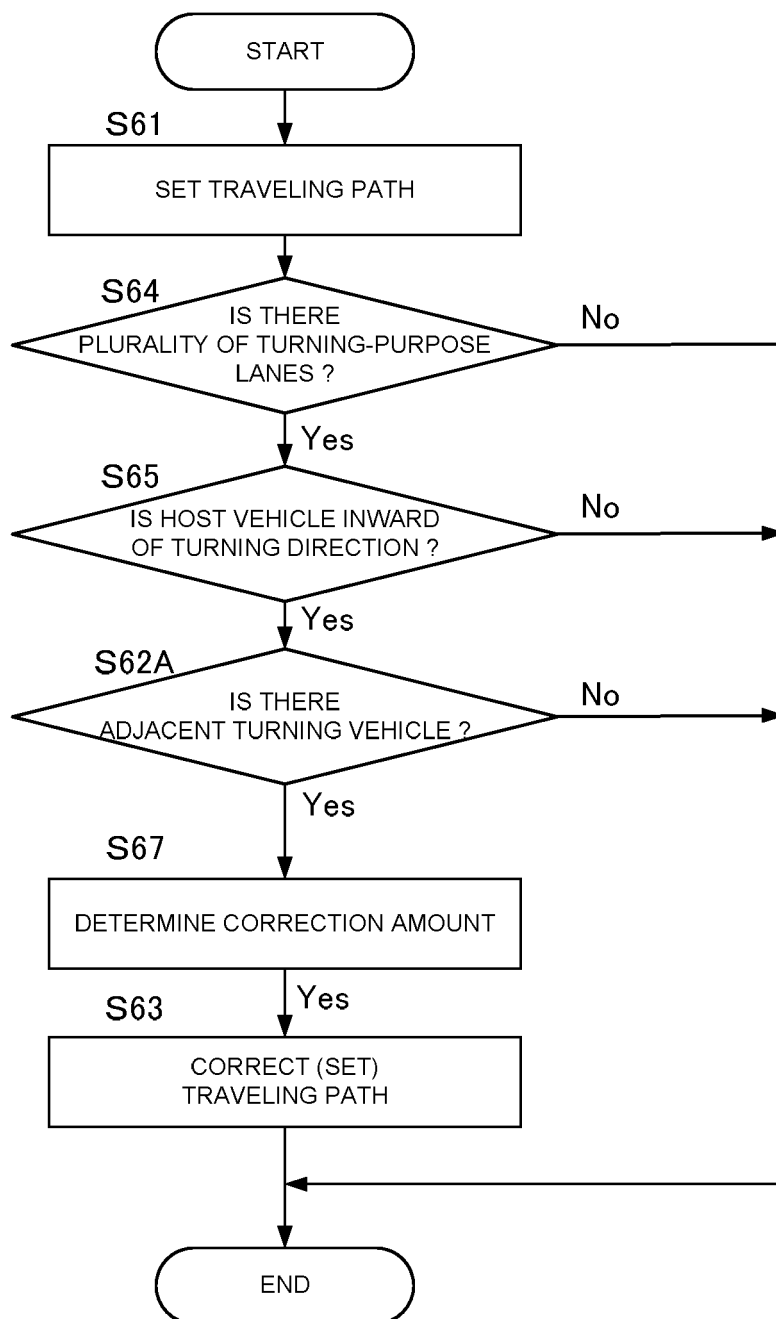 START
S61
SET TRAVELING PATH
S64
IS THERE
PLURALITY OF TURNING-PURPOSE
LANES ?
No
Yes
S65
IS HOST VEHICLE INWARD
OF TURNING DIRECTION ?
No
Yes
S62A
IS THERE
ADJACENT TURNING VEHICLE ?
No
Yes
S67
DETERMINE CORRECTION AMOUNT
Yes
S63
CORRECT (SET)
TRAVELING PATH
END